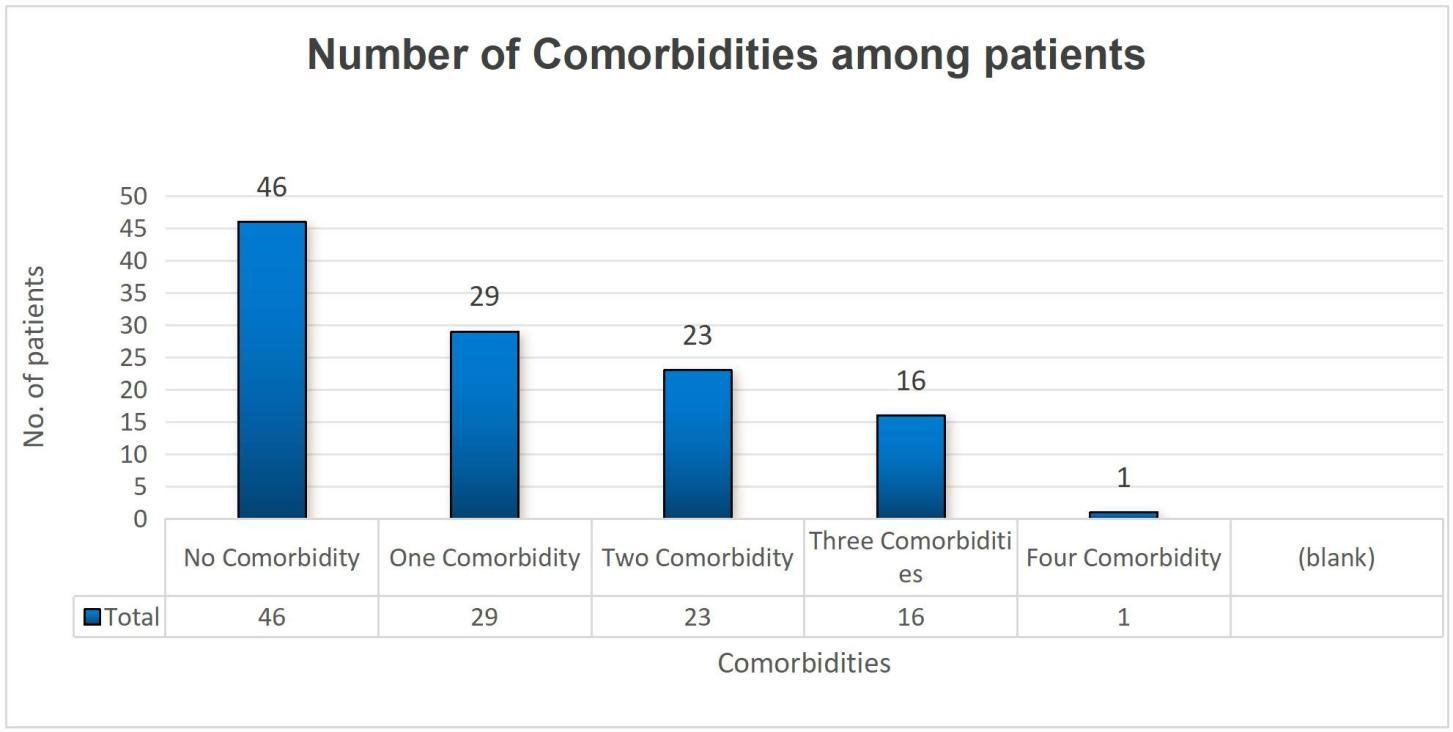 Number of Comorbidities among patients
No. of patients
50
45
40
35
30
25
20
15
10
5
0
46
29
23
16
1
No Comorbidity One Comorbidity Two Comorbidity Three Comorbiditi Four Comorbidity (blank)
es
Total 46 29 23 16 1
Comorbidities